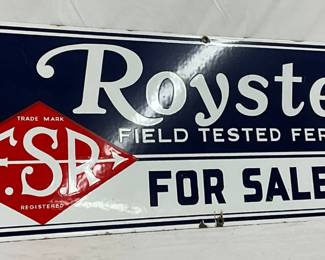 Royste
FIELD TESTED FER
TRADE MARK
F.S.R.
REGISTERED
FOR SALE